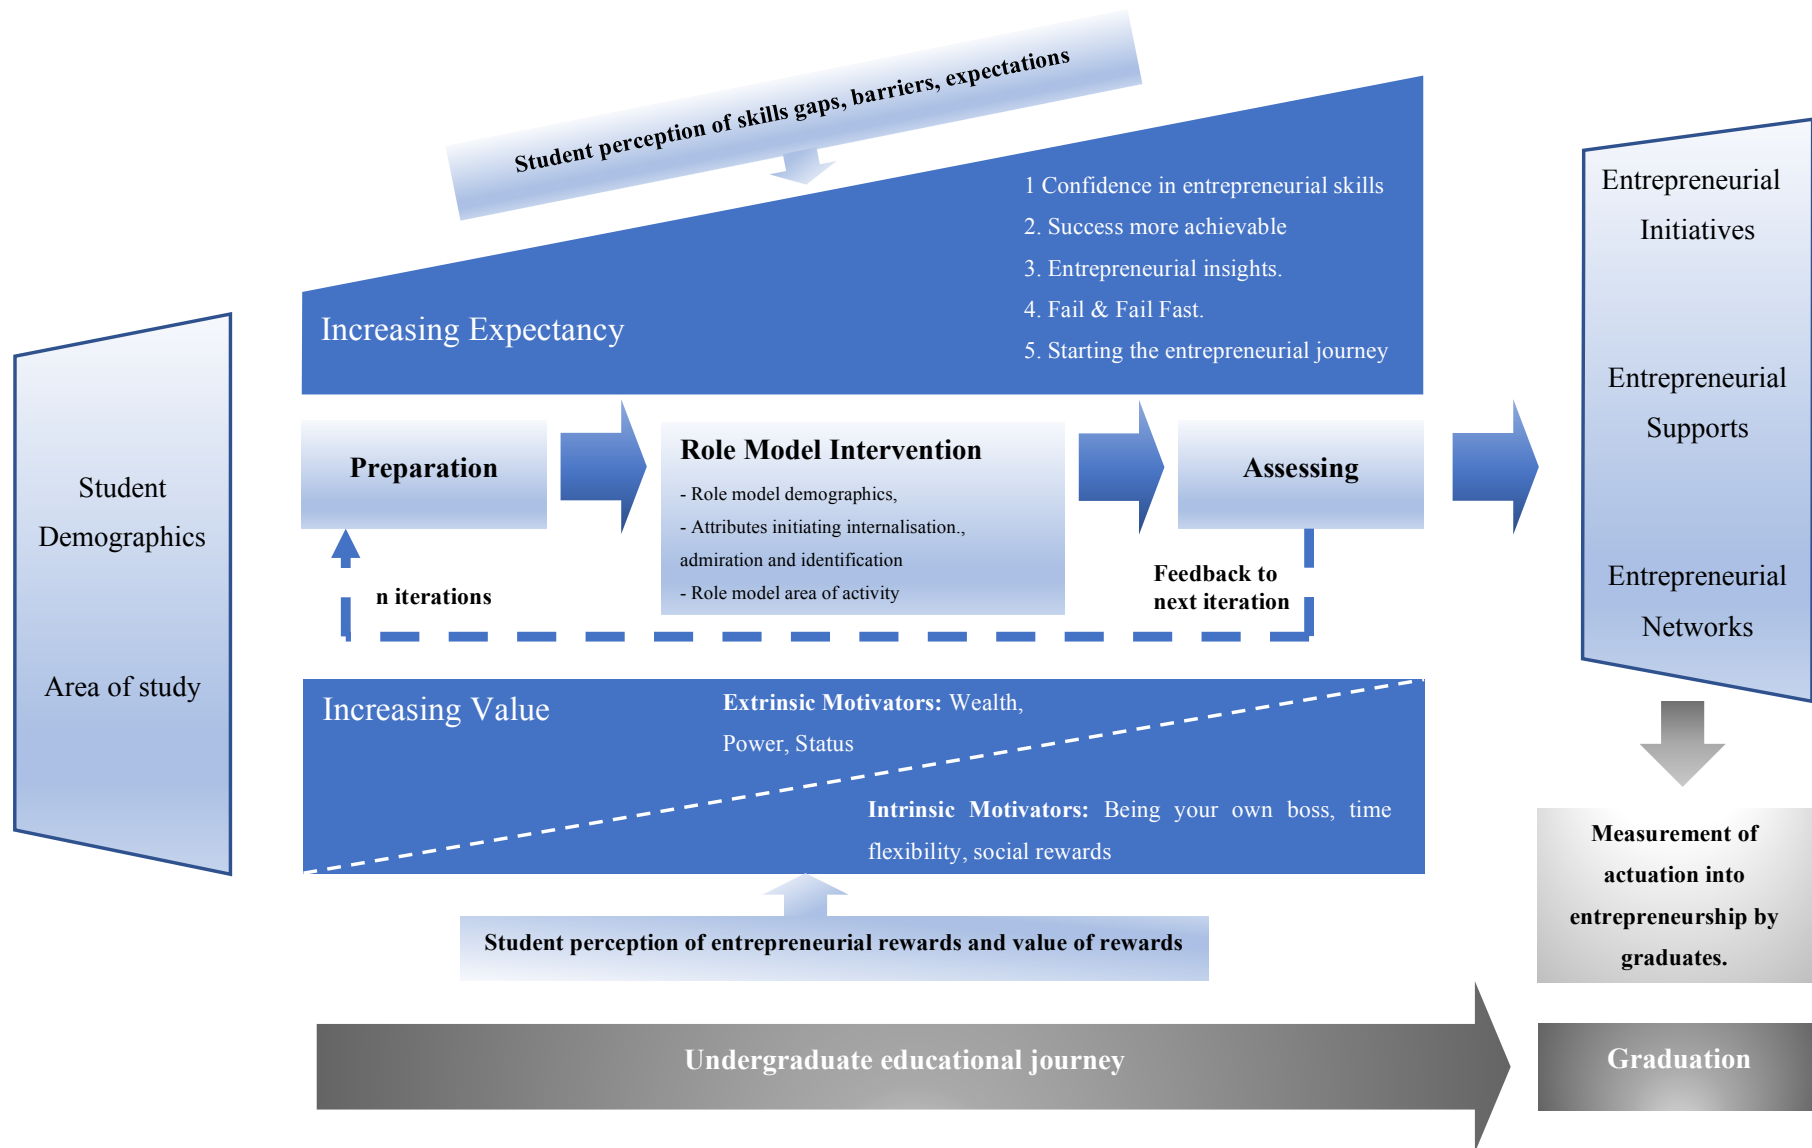 Student perception of skills gaps, barriers, expectations
1 Confidence in entrepreneurial skills
2. Success more achievable
3. Entrepreneurial insights.
4. Fail & Fail Fast.
5. Starting the entrepreneurial journey
Increasing Expectancy
Student
Demographics
Area of study
Preparation
Role Model Intervention
- Role model demographics,
- Attributes initiating internalisation.,
admiration and identification
- Role model area of activity
Assessing
n iterations
Feedback to
next iteration
Entrepreneurial
Initiatives
Entrepreneurial
Supports
Entrepreneurial
Networks
Increasing Value
Extrinsic Motivators: Wealth,
Power, Status
Intrinsic Motivators: Being your own boss, time
flexibility, social rewards
Student perception of entrepreneurial rewards and value of rewards
Measurement of
actuation into
entrepreneurship by
graduates.
Undergraduate educational journey
Graduation